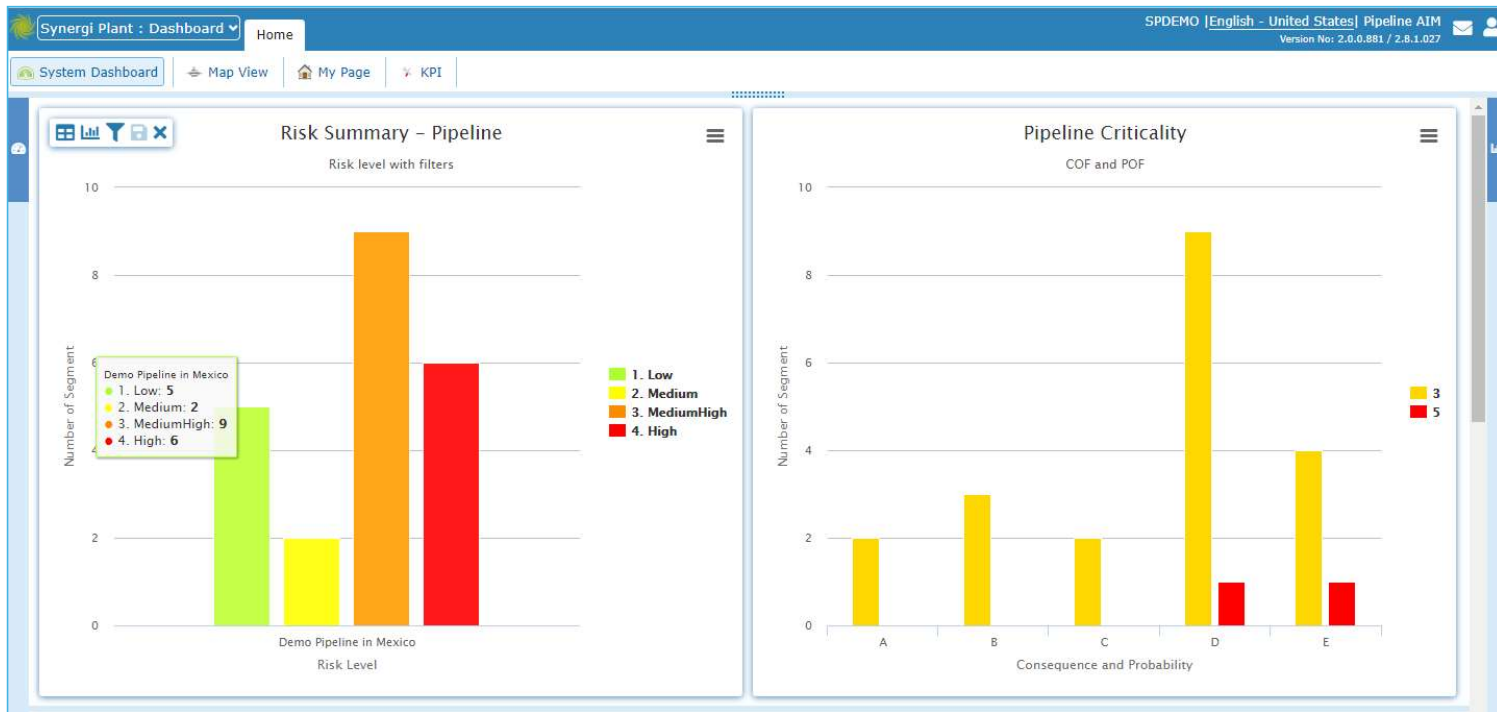 Synergi Plant : Dashboard
Home
SPDEMO |English - United States| Pipeline AIM
Version No: 2.0.0.881 / 2.8.1.027
System Dashboard
Map View
My Page
KPI
Risk Summary – Pipeline
Risk level with filters
10
8
6
4
2
0
Number of Segment
Demo Pipeline in Mexico
1. Low: 5
2. Medium: 2
3. MediumHigh: 9
4. High: 6
1. Low
2. Medium
3. MediumHigh
4. High
Demo Pipeline in Mexico
Risk Level
Pipeline Criticality
COF and POF
10
8
6
4
2
0
Number of Segment
3
5
A B C D E
Consequence and Probability